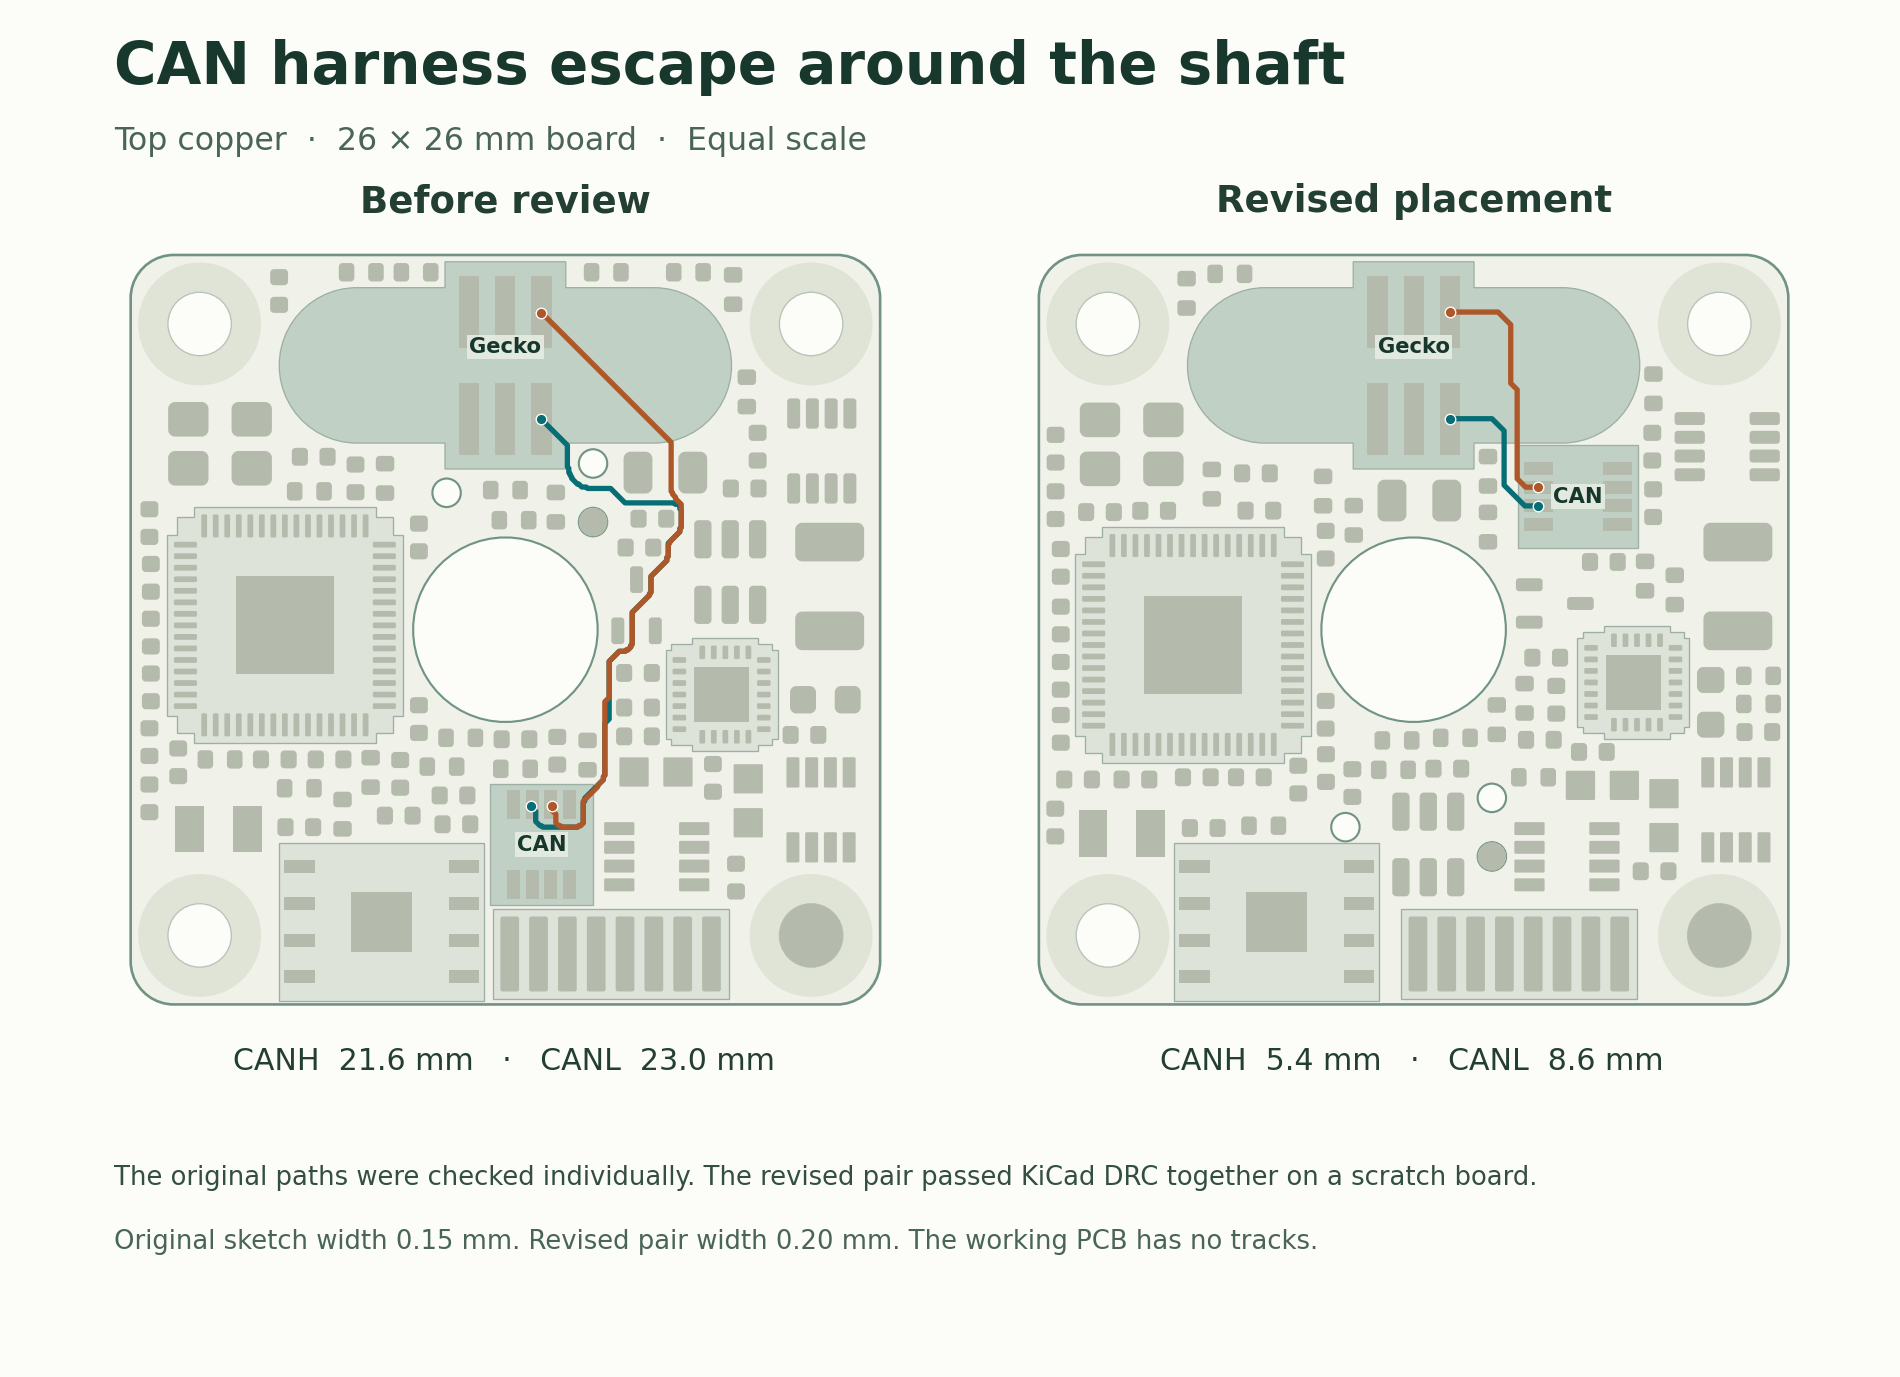 CAN harness escape around the shaft
Top copper · 26 × 26 mm board · Equal scale
Before review
Revised placement
Gecko
CAN
Gecko
CAN
CANH 21.6 mm · CANL 23.0 mm
CANH 5.4 mm · CANL 8.6 mm
The original paths were checked individually. The revised pair passed KiCad DRC together on a scratch board.
Original sketch width 0.15 mm. Revised pair width 0.20 mm. The working PCB has no tracks.